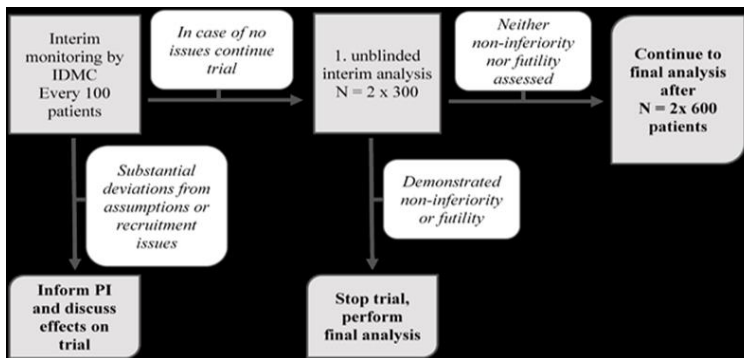 Interim
monitoring by
IDMC
Every 100
patients
In case of no
issues continue
trial
1. unblinded
interim analysis
N = 2 x 300
Neither
non-inferiority
nor futility
assessed
Continue to
final analysis
after
N = 2x 600
patients
Substantial
deviations from
assumptions or
recruitment
issues
Demonstrated
non-inferiority
or futility
Inform PI
and discuss
effects on
trial
Stop trial,
perform
final analysis